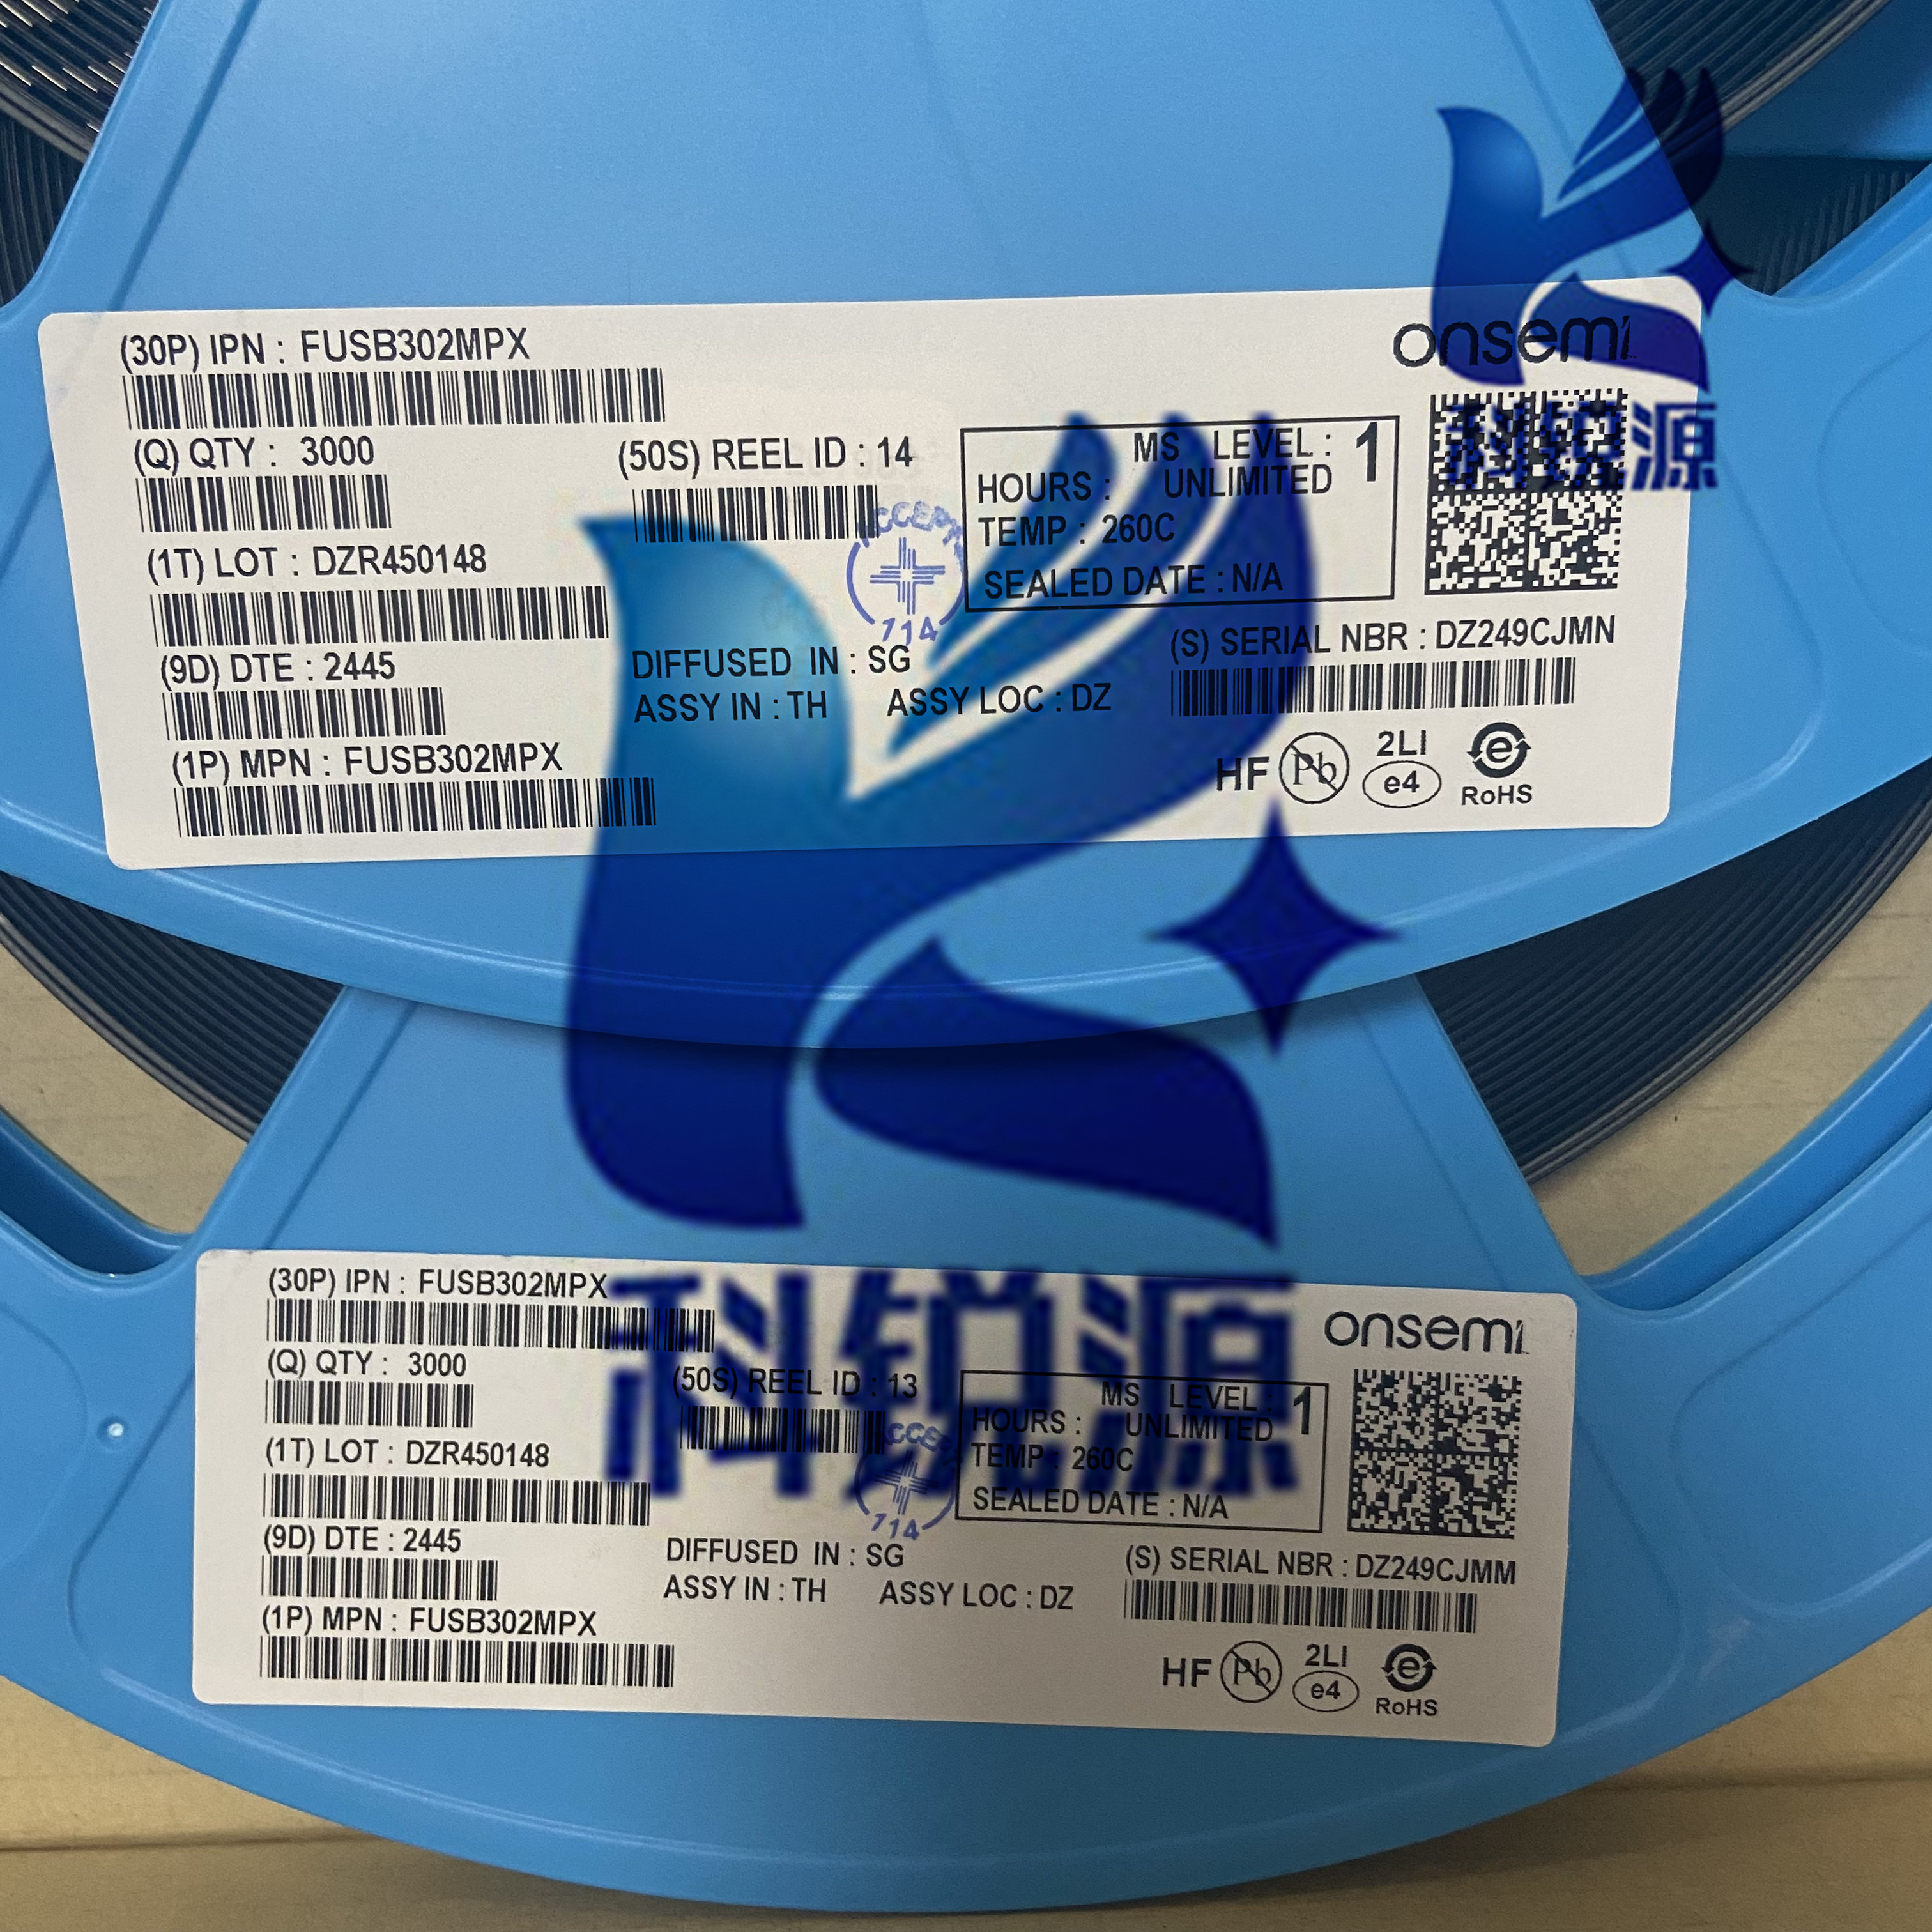 (30P) IPN : FUSB302MPX
onsemi
(Q) QTY : 3000
(50S) REEL ID : 14
MS LEVEL : 1
HOURS : UNLIMITED
TEMP : 260C
SEALED DATE : N/A
科锐源
(1T) LOT : DZR450148
714
(9D) DTE : 2445
DIFFUSED IN : SG
(S) SERIAL NBR : DZ249CJMN
ASSY IN : TH ASSY LOC : DZ
(1P) MPN : FUSB302MPX
HF Pb 2LI e4 RoHS
科锐源
(30P) IPN : FUSB302MPX
onsemi
(Q) QTY : 3000
(50S) REEL ID : 13
MS LEVEL : 1
HOURS : UNLIMITED
TEMP : 260C
SEALED DATE : N/A
(1T) LOT : DZR450148
714
(9D) DTE : 2445
DIFFUSED IN : SG
(S) SERIAL NBR : DZ249CJMM
ASSY IN : TH ASSY LOC : DZ
(1P) MPN : FUSB302MPX
HF Pb 2LI e4 RoHS